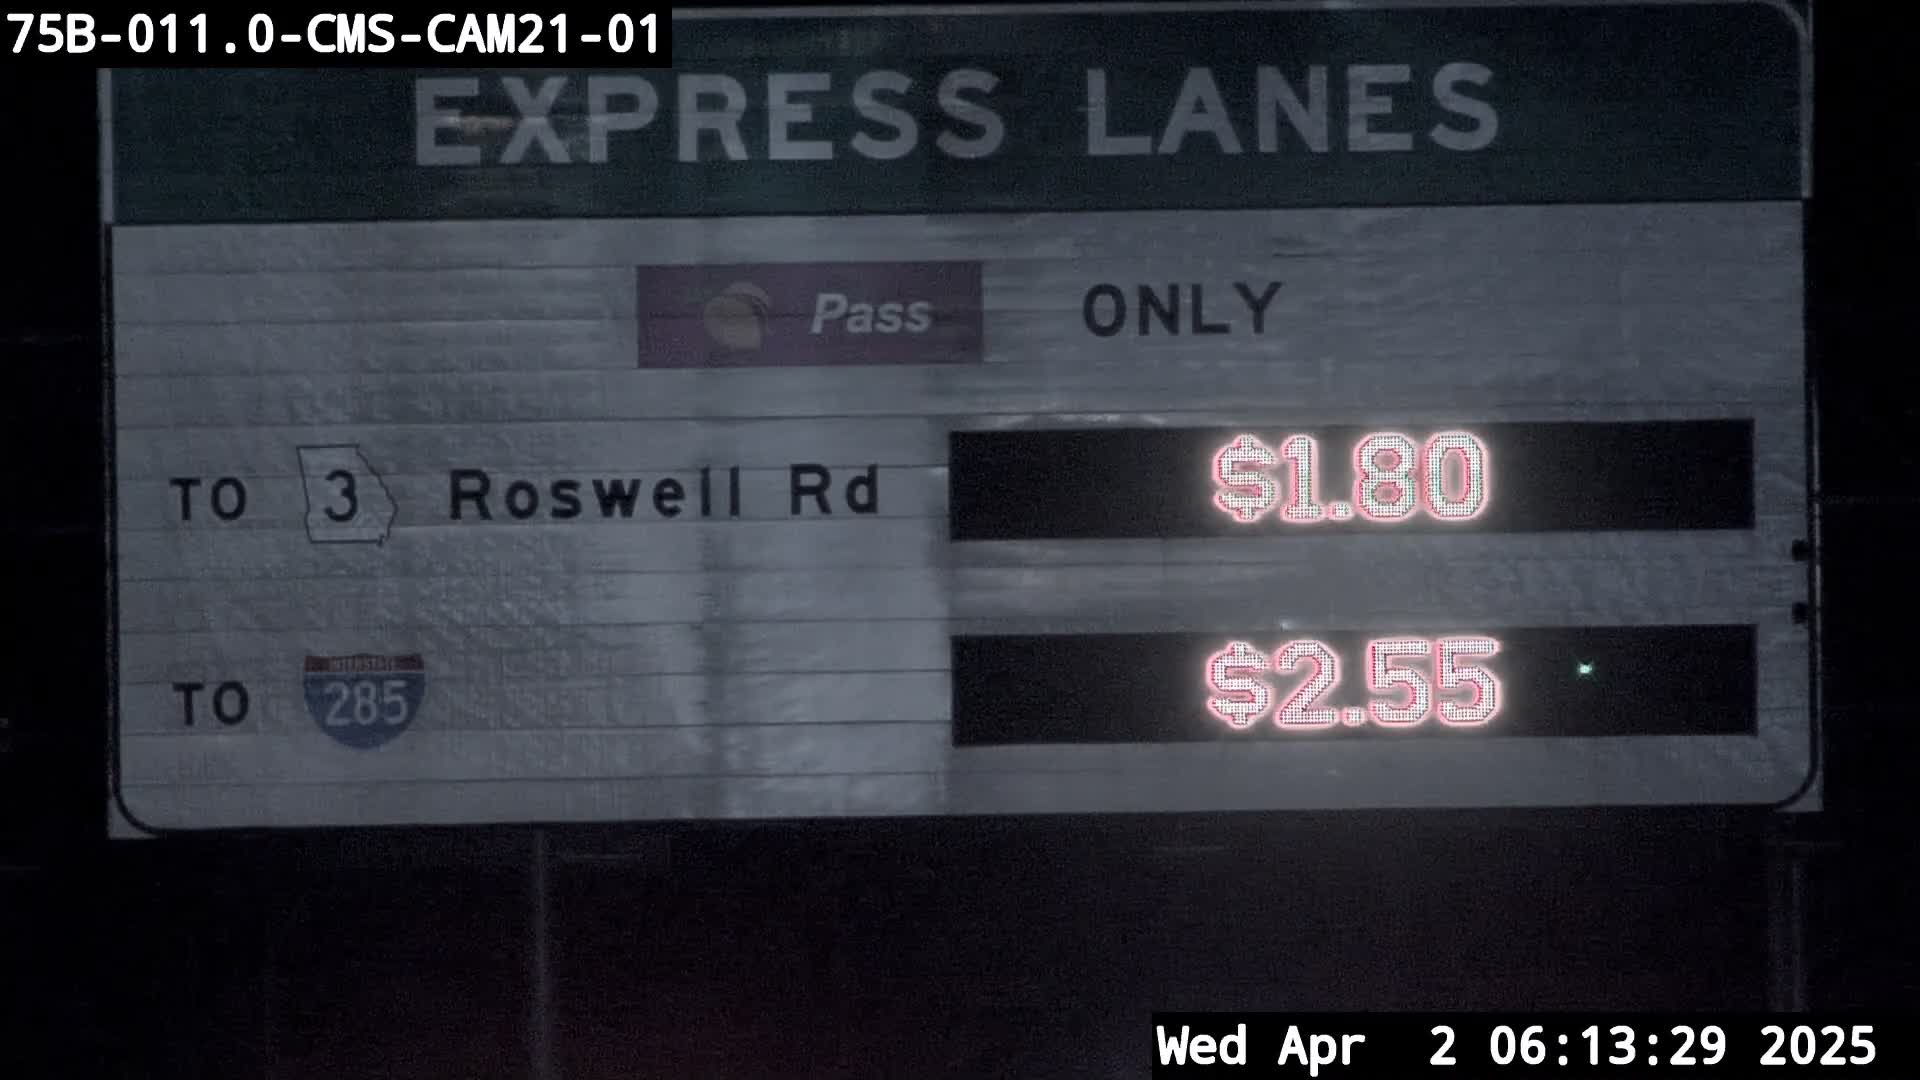 75B-011.0-CMS-CAM21-01
EXPRESS LANES
Pass ONLY
TO 3 Roswell Rd $1.80
INTERSTATE
TO 285 $2.55
Wed Apr 2 06:13:29 2025